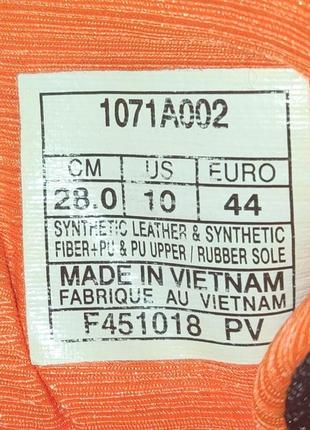 1071A002
CM US EURO
28.0 10 44
SYNTHETIC LEATHER & SYNTHETIC
FIBER+PU & PU UPPER / RUBBER SOLE
MADE IN VIETNAM
FABRIQUE AU VIETNAM
F451018 PV